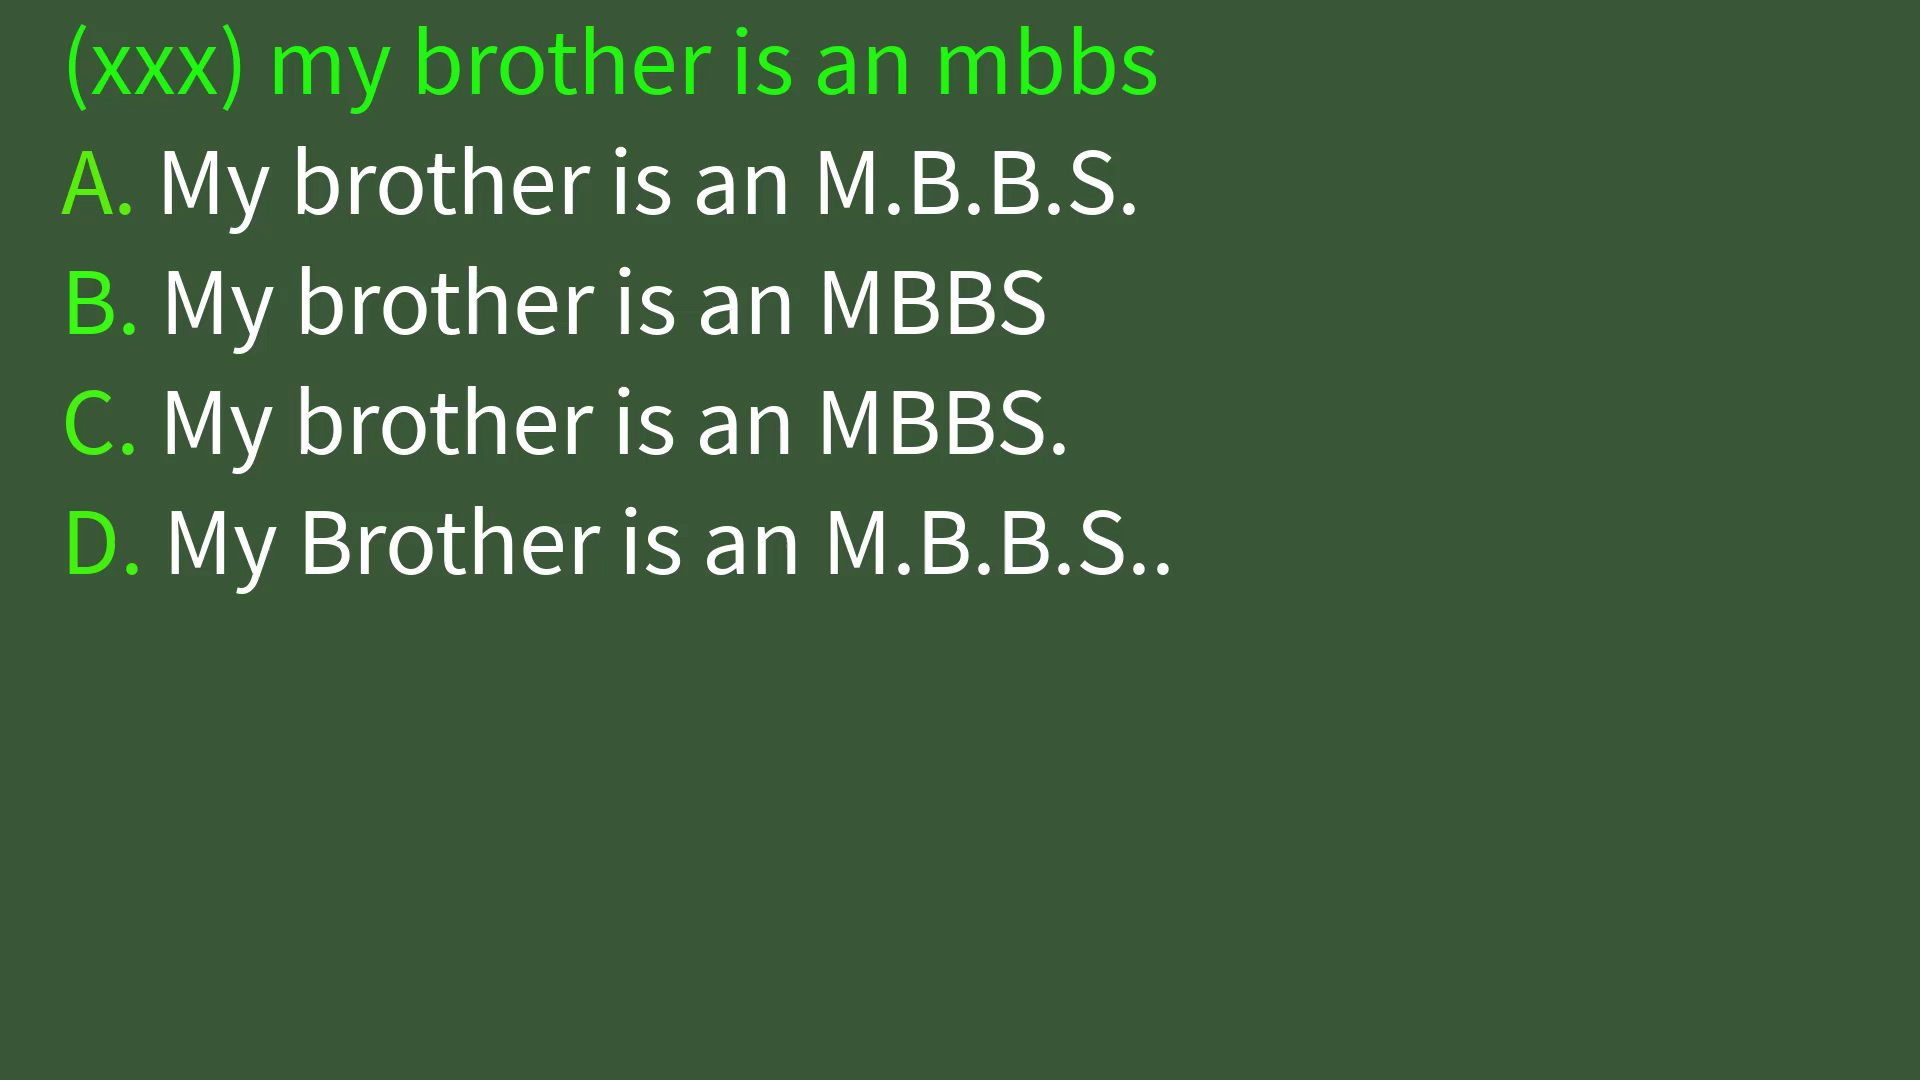 (xxx) my brother is an mbbs
A. My brother is an M.B.B.S.
B. My brother is an MBBS
C. My brother is an MBBS.
D. My Brother is an M.B.B.S..